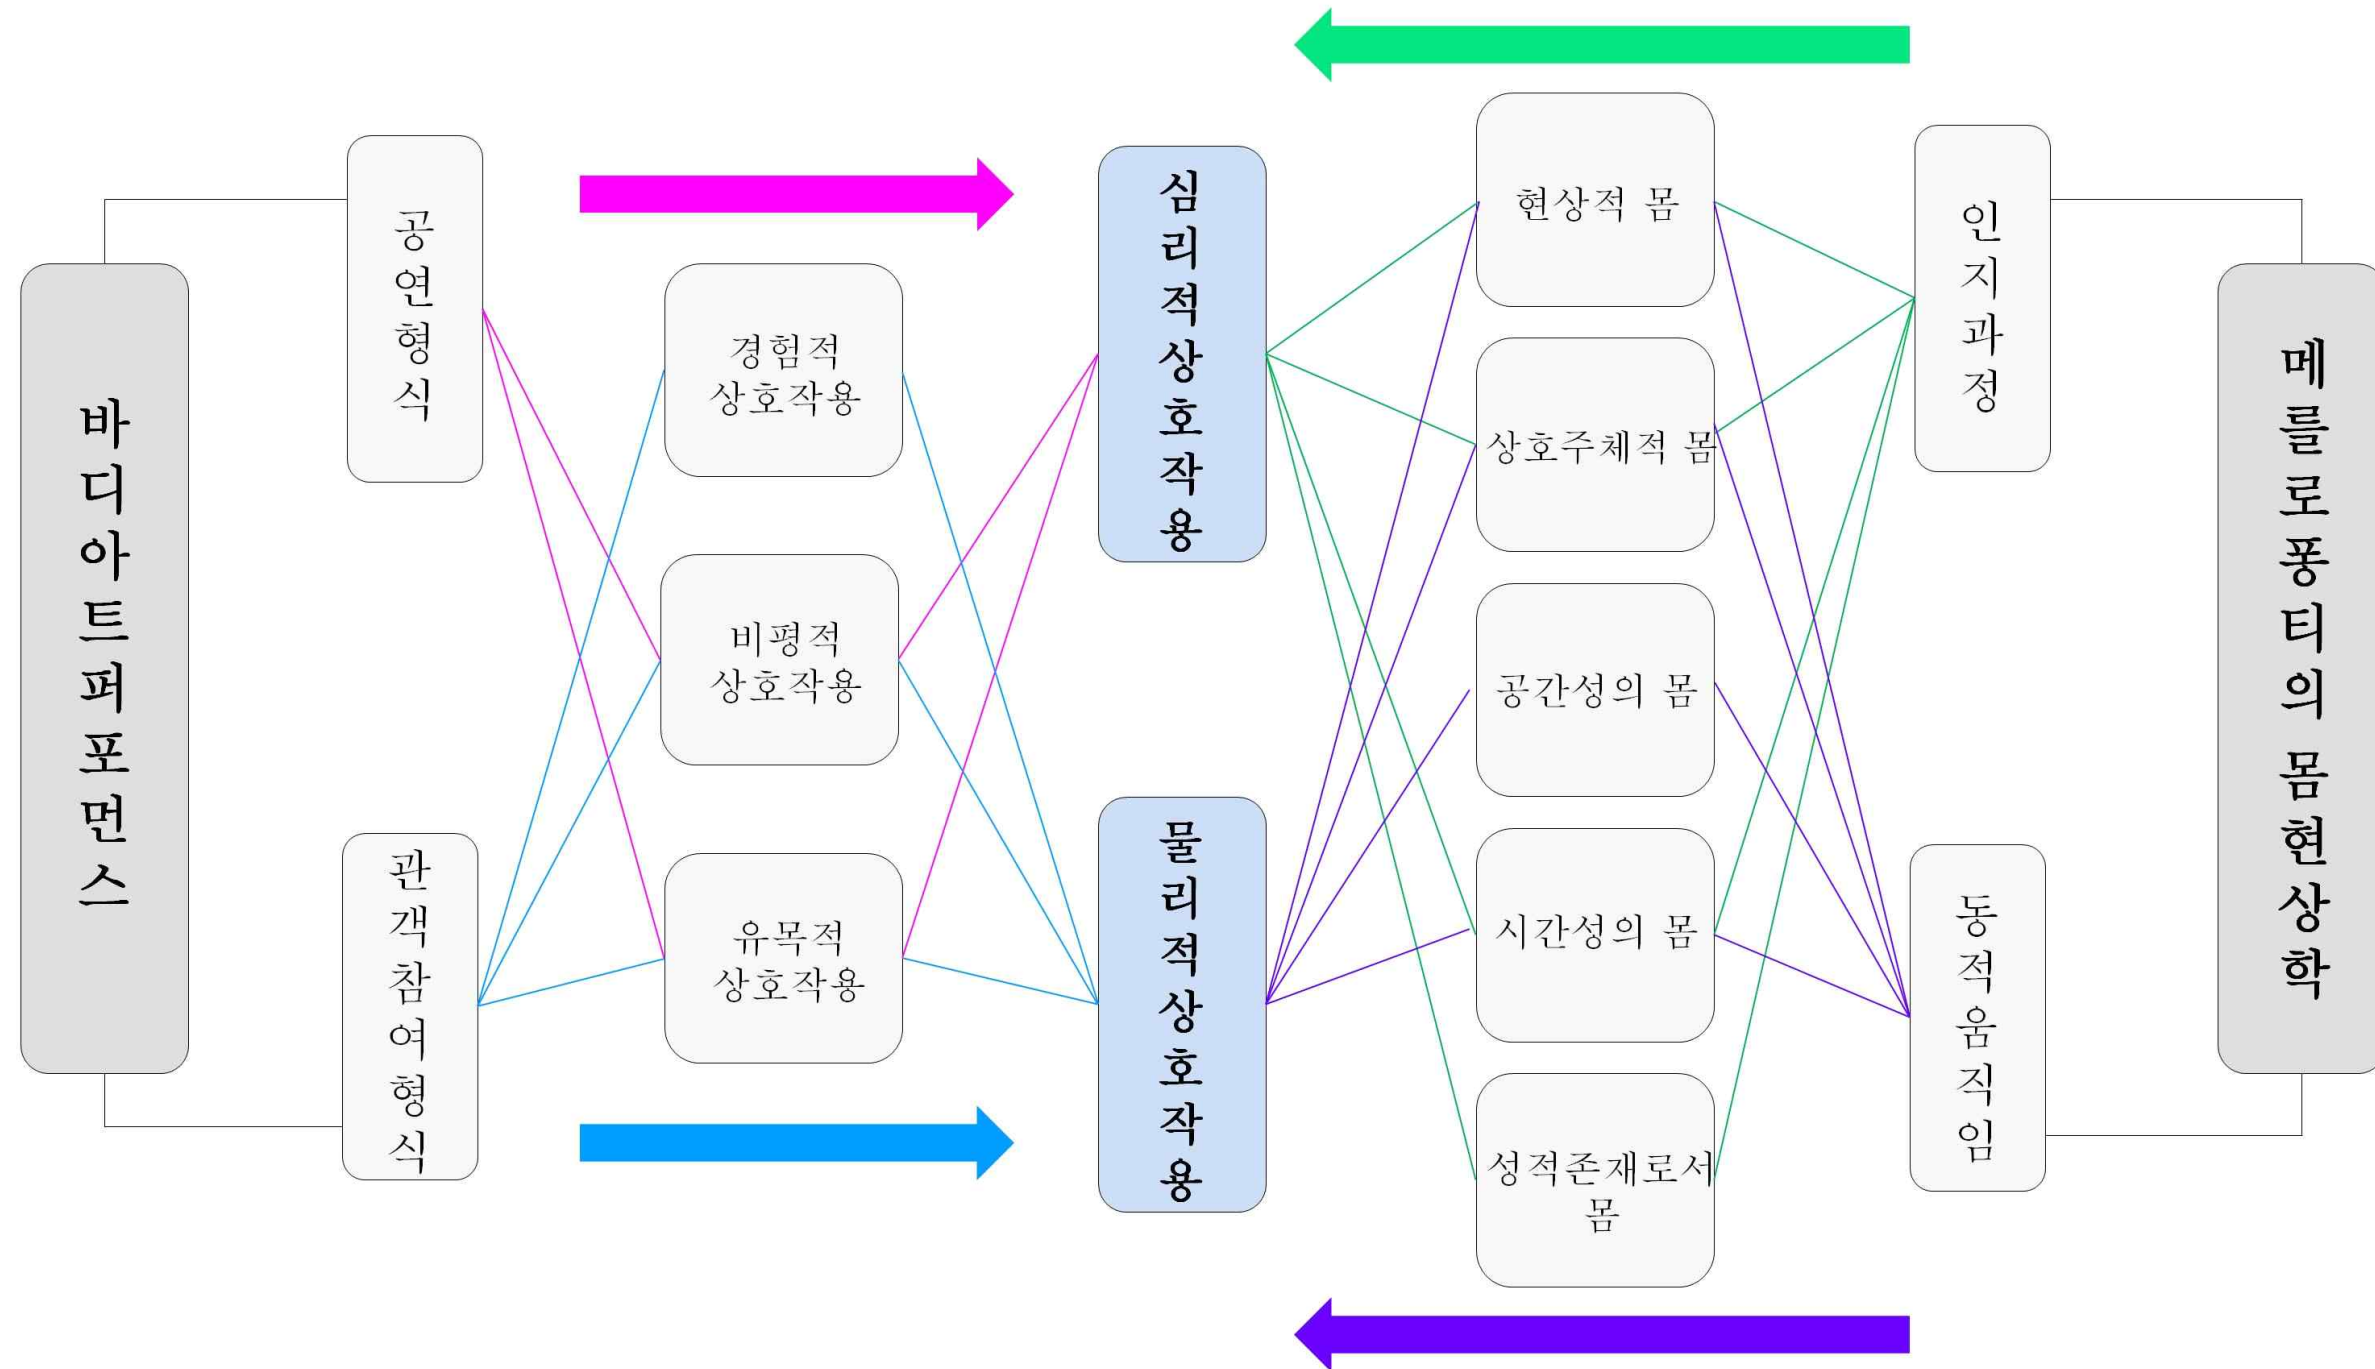 바디아트퍼포먼스
공연형식
관객참여형식
경험적
상호작용
비평적
상호작용
유목적
상호작용
심리적상호작용
물리적상호작용
현상적 몸
상호주체적 몸
공간성의 몸
시간성의 몸
성적존재로서
몸
인지과정
동적움직임
메를로퐁티의 몸현상학